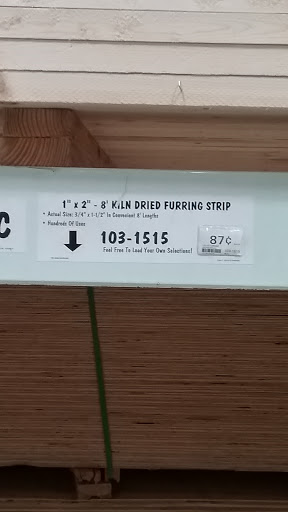 1" x 2" - 8' KILN DRIED FURRING STRIP
• Actual Size: 3/4" x 1-1/2" In Convenient 8' Lengths
• Hundreds Of Uses
C
103-1515
87¢
Feel Free To Load Your Own Selections!